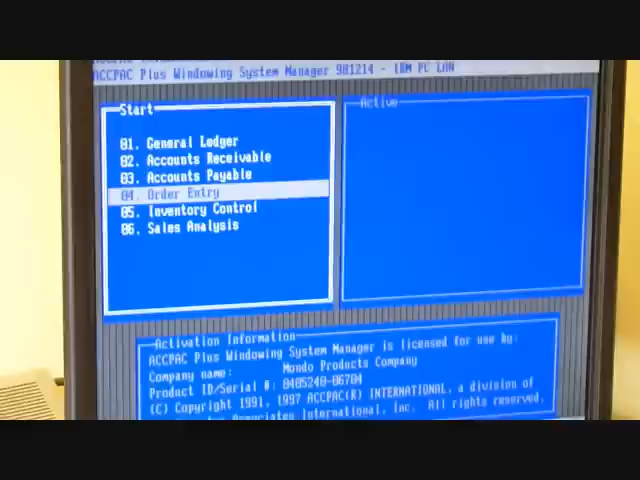 ACCPAC Plus Windowing System Manager 981214 - IBM PC LAN
Start
Active
01. General Ledger
02. Accounts Receivable
03. Accounts Payable
04. Order Entry
05. Inventory Control
06. Sales Analysis
Activation Information
ACCPAC Plus Windowing System Manager is licensed for use by:
Company name: Mondo Products Company
Product ID/Serial #: 0405240-06704
(C) Copyright 1991, 1997 ACCPAC(R) INTERNATIONAL, a division of
Associates International, Inc. All rights reserved.